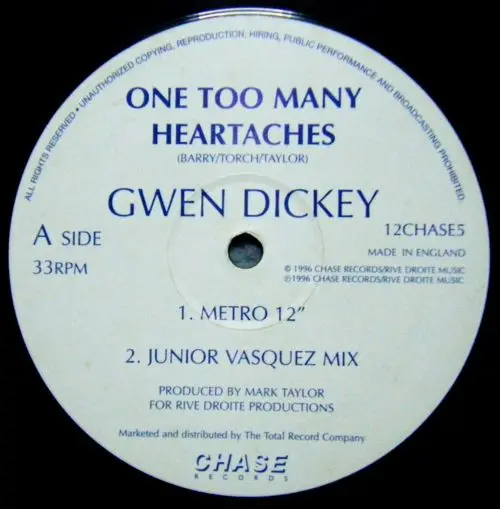 ALL RIGHTS RESERVED • UNAUTHORIZED COPYING, REPRODUCTION, HIRING, PUBLIC PERFORMANCE AND BROADCASTING PROHIBITED.
ONE TOO MANY
HEARTACHES
(BARRY/TORCH/TAYLOR)
GWEN DICKEY
A SIDE
12CHASE5
33RPM
MADE IN ENGLAND
© 1996 CHASE RECORDS/RIVE DROITE MUSIC
℗1996 CHASE RECORDS/RIVE DROITE MUSIC
1. METRO 12”
2. JUNIOR VASQUEZ MIX
PRODUCED BY MARK TAYLOR
FOR RIVE DROITE PRODUCTIONS
Marketed and distributed by The Total Record Company
CHASE
RECORDS